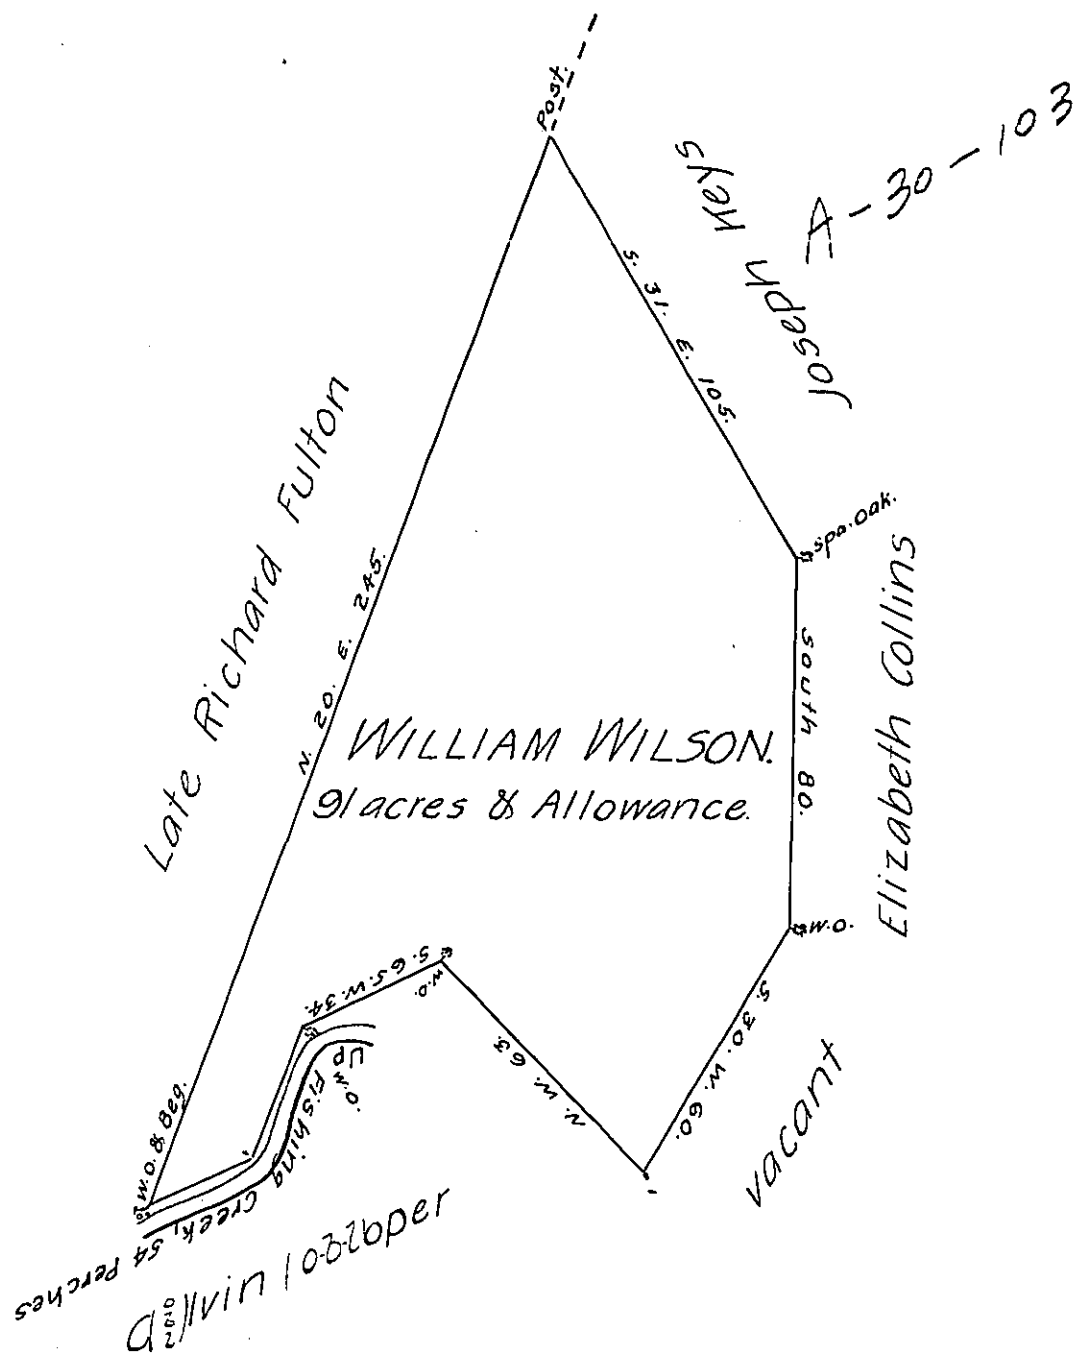 Post.
A-30-103
Joseph Keys
S. 31. E. 105.
Late Richard Fulton
N. 20. E. 245.
spa. oak.
South 80.
Elizabeth Collins
WILLIAM WILSON.
91 acres & Allowance.
W.O.
S. 30. W. 60.
vacant
N. W. 63.
W.O.
S. 65. W. 34.
W.O.
Up Fishing Creek, 54 Perches
W.O. & Beg.